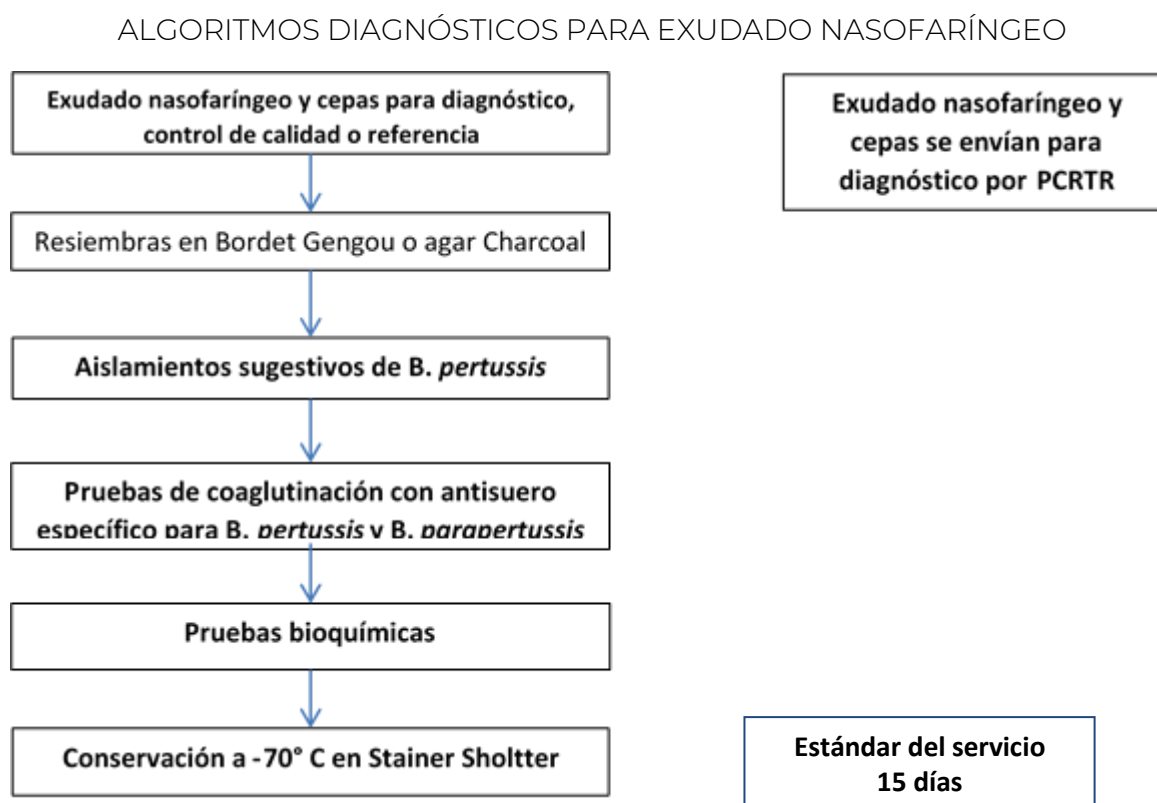 ALGORITMOS DIAGNÓSTICOS PARA EXUDADO NASOFARÍNGEO
Exudado nasofaríngeo y cepas para diagnóstico,
control de calidad o referencia
Exudado nasofaríngeo y
cepas se envían para
diagnóstico por PCRTR
Resiembras en Bordet Gengou o agar Charcoal
Aislamientos sugestivos de B. pertussis
Pruebas de coaglutinación con antisuero
específico para B. pertussis y B. parapertussis
Pruebas bioquímicas
Conservación a -70° C en Stainer Sholtter
Estándar del servicio
15 días